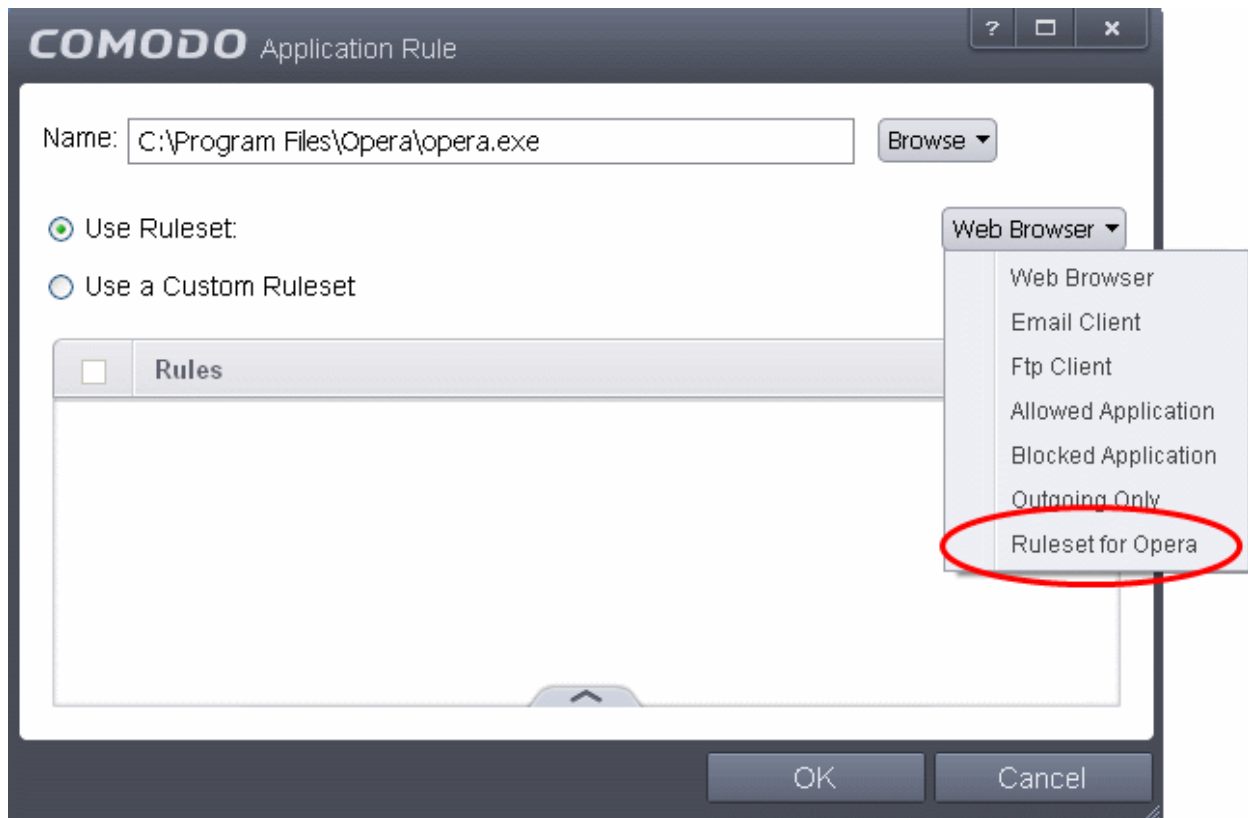 COMODO Application Rule
?
Name: C:\Program Files\Opera\opera.exe Browse
Use Ruleset: Web Browser
Use a Custom Ruleset
Web Browser
Email Client
Ftp Client
Allowed Application
Blocked Application
Outgoing Only
Ruleset for Opera
Rules
OK Cancel